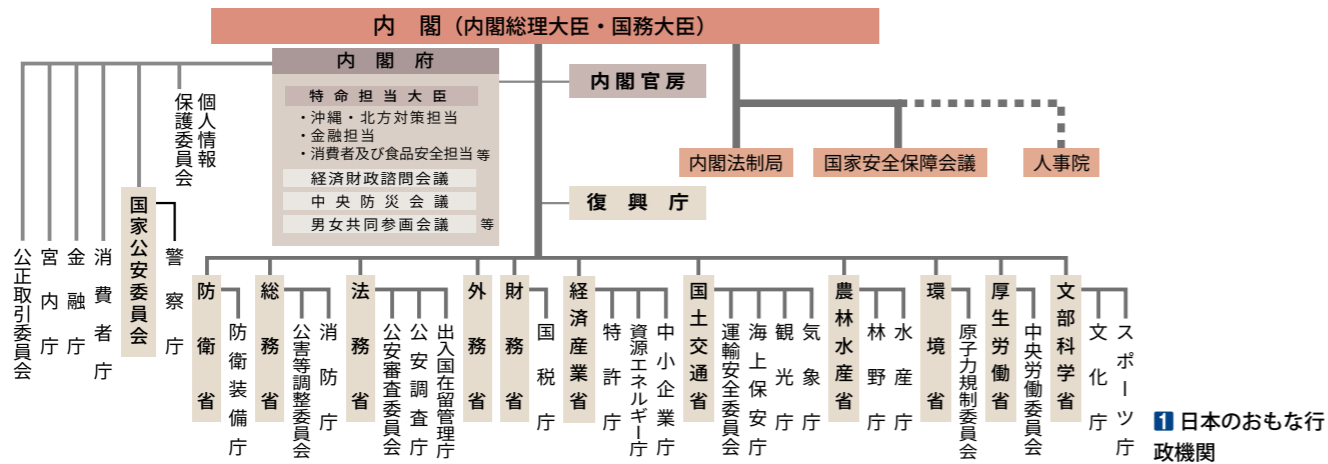 内 閣（内閣総理大臣・国務大臣）
内 閣 府
特命担当大臣
・沖縄・北方対策担当
・金融担当
・消費者及び食品安全担当 等
経済財政諮問会議
中央防災会議
男女共同参画会議 等
内閣官房
内閣法制局
国家安全保障会議
人事院
復興庁
公正取引委員会
宮内庁
金融庁
消費者庁
国家公安委員会
警察庁
個人情報
保護委員会
防衛省
防衛装備庁
総務省
公害等調整委員会
消防庁
法務省
公安審査委員会
公安調査庁
出入国在留管理庁
外務省
財務省
国税庁
経済産業省
特許庁
資源エネルギー庁
中小企業庁
国土交通省
運輸安全委員会
海上保安庁
観光庁
気象庁
農林水産省
林野庁
水産庁
環境省
原子力規制委員会
厚生労働省
中央労働委員会
文部科学省
文化庁
スポーツ庁
1 日本のおもな行
政機関